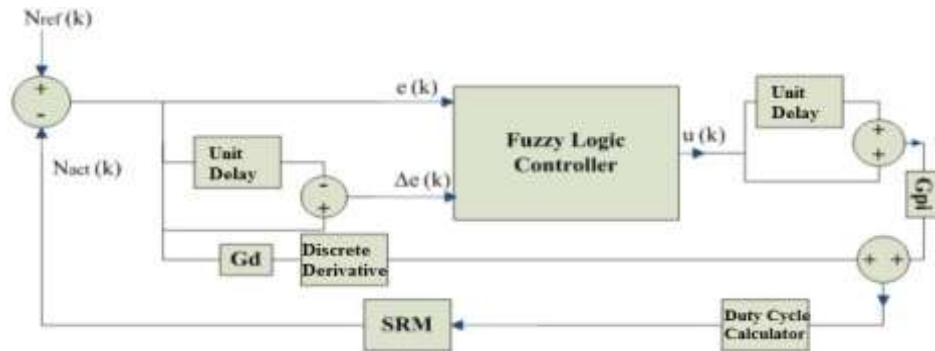 Nref (k)
+
-
e (k)
Fuzzy Logic
Controller
u (k)
Unit
Delay
+
+
Gpi
Nact (k)
Unit
Delay
-
+
Δe (k)
Gd
Discrete
Derivative
+ +
SRM
Duty Cycle
Calculator